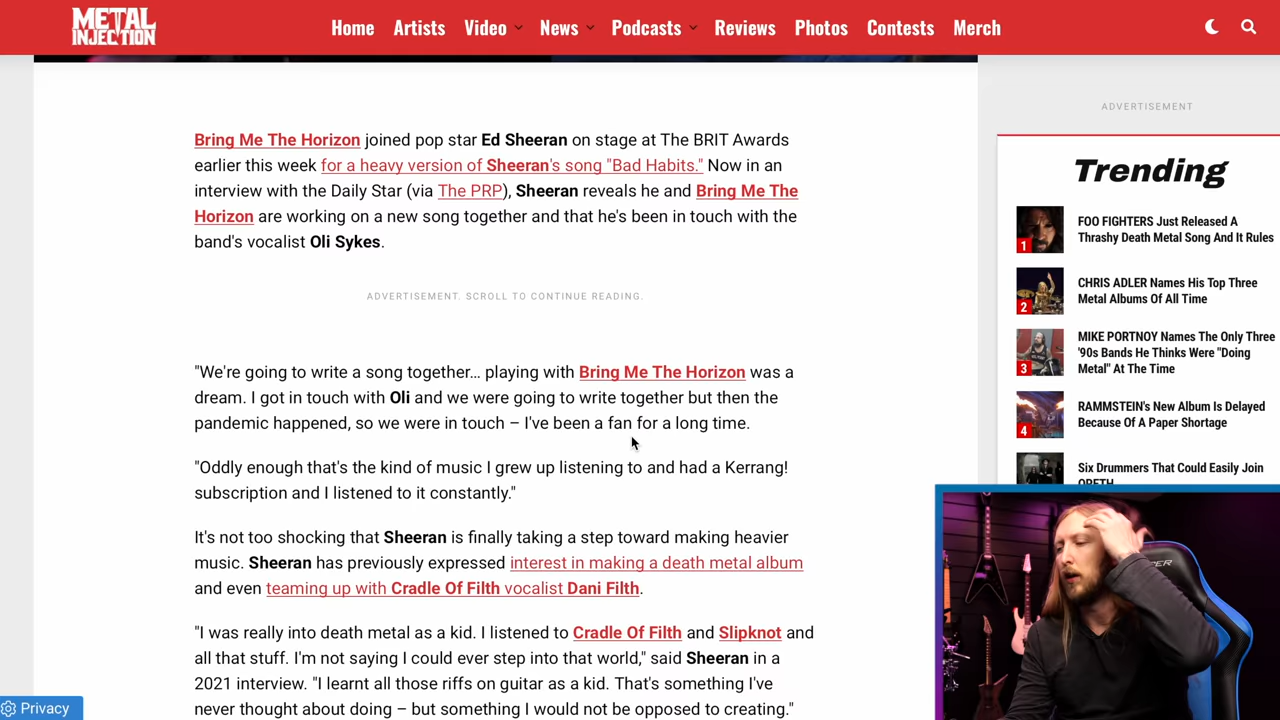 METAL
INJECTION
Home Artists Video News Podcasts Reviews Photos Contests Merch
Bring Me The Horizon joined pop star Ed Sheeran on stage at The BRIT Awards
earlier this week for a heavy version of Sheeran's song "Bad Habits." Now in an
interview with the Daily Star (via The PRP), Sheeran reveals he and Bring Me The
Horizon are working on a new song together and that he's been in touch with the
band's vocalist Oli Sykes.
ADVERTISEMENT. SCROLL TO CONTINUE READING.
"We're going to write a song together… playing with Bring Me The Horizon was a
dream. I got in touch with Oli and we were going to write together but then the
pandemic happened, so we were in touch – I've been a fan for a long time.
"Oddly enough that's the kind of music I grew up listening to and had a Kerrang!
subscription and I listened to it constantly."
It's not too shocking that Sheeran is finally taking a step toward making heavier
music. Sheeran has previously expressed interest in making a death metal album
and even teaming up with Cradle Of Filth vocalist Dani Filth.
"I was really into death metal as a kid. I listened to Cradle Of Filth and Slipknot and
all that stuff. I'm not saying I could ever step into that world," said Sheeran in a
2021 interview. "I learnt all those riffs on guitar as a kid. That's something I've
never thought about doing – but something I would not be opposed to creating."
ADVERTISEMENT
Trending
1
FOO FIGHTERS Just Released A
Thrashy Death Metal Song And It Rules
2
CHRIS ADLER Names His Top Three
Metal Albums Of All Time
3
MIKE PORTNOY Names The Only Three
'90s Bands He Thinks Were "Doing
Metal" At The Time
4
RAMMSTEIN's New Album Is Delayed
Because Of A Paper Shortage
Six Drummers That Could Easily Join
OPETH
Privacy